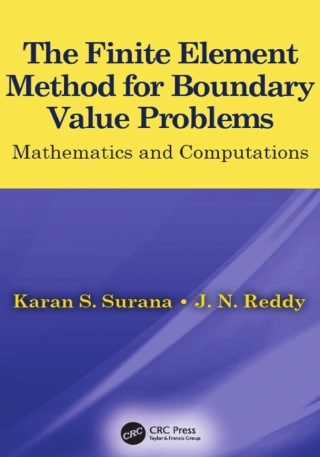 The Finite Element
Method for Boundary
Value Problems
Mathematics and Computations
Karan S. Surana • J. N. Reddy
CRC
CRC Press
Taylor & Francis Group